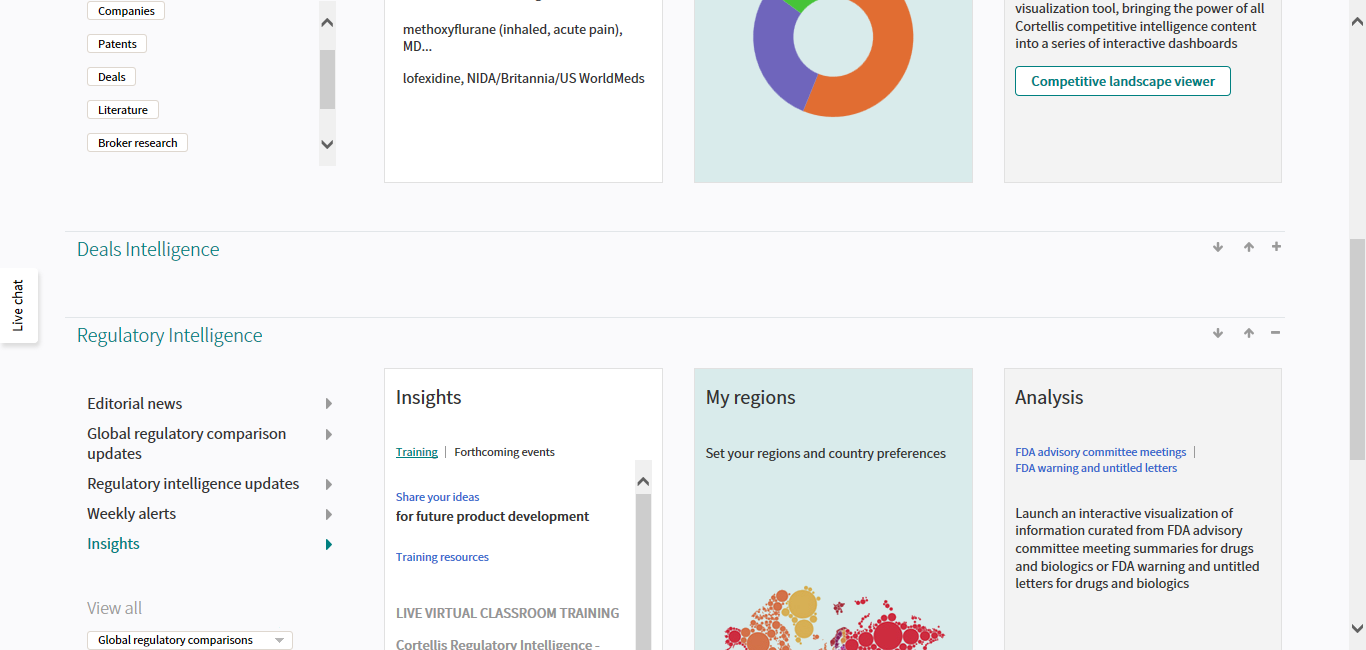 Companies
Patents
Deals
Literature
Broker research
methoxyflurane (inhaled, acute pain),
MD...
lofexidine, NIDA/Britannia/US WorldMeds
visualization tool, bringing the power of all
Cortellis competitive intelligence content
into a series of interactive dashboards
Competitive landscape viewer
Deals Intelligence
Live chat
Regulatory Intelligence
Editorial news
Global regulatory comparison
updates
Regulatory intelligence updates
Weekly alerts
Insights
View all
Global regulatory comparisons
Insights
Training | Forthcoming events
Share your ideas
for future product development
Training resources
LIVE VIRTUAL CLASSROOM TRAINING
Cortellis Regulatory Intelligence -
My regions
Set your regions and country preferences
Analysis
FDA advisory committee meetings |
FDA warning and untitled letters
Launch an interactive visualization of
information curated from FDA advisory
committee meeting summaries for drugs
and biologics or FDA warning and untitled
letters for drugs and biologics